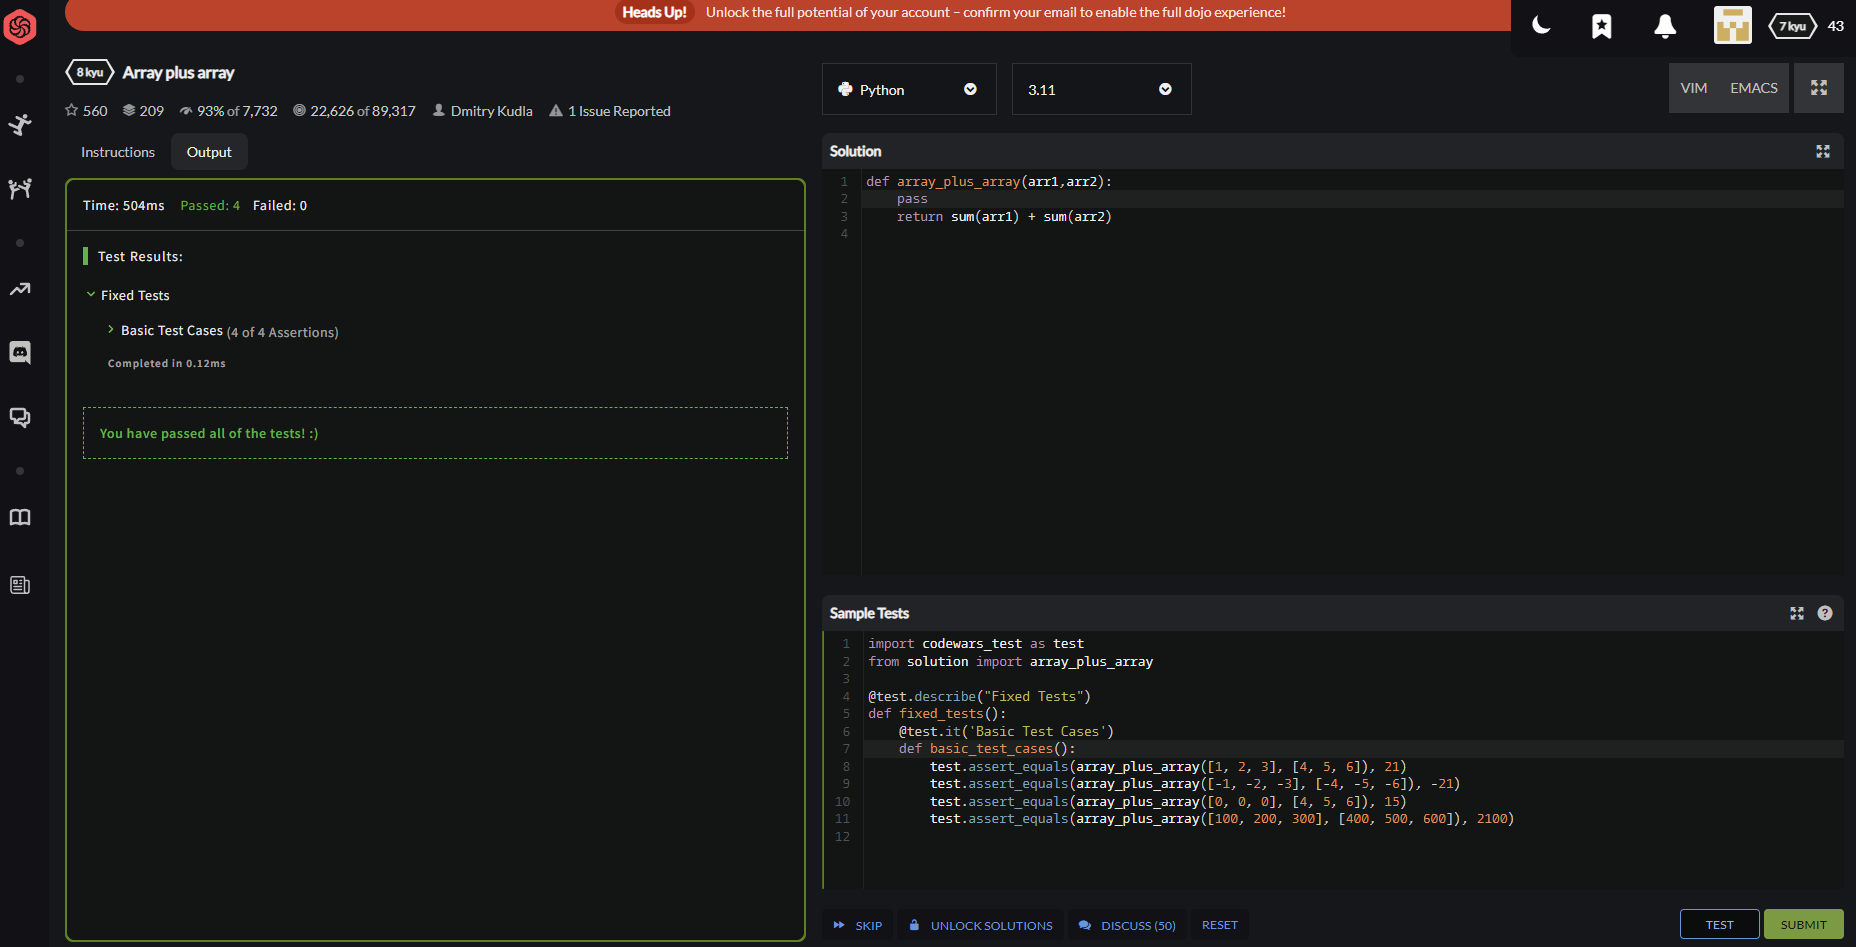 Heads Up! Unlock the full potential of your account – confirm your email to enable the full dojo experience!
7 kyu 43
8 kyu Array plus array
560 209 93% of 7,732 22,626 of 89,317 Dmitry Kudla 1 Issue Reported
Instructions Output
Time: 504ms Passed: 4 Failed: 0
Test Results:
Fixed Tests
Basic Test Cases (4 of 4 Assertions)
Completed in 0.12ms
You have passed all of the tests! :)
Python 3.11 VIM EMACS
Solution
1 def array_plus_array(arr1,arr2):
2     pass
3     return sum(arr1) + sum(arr2)
4
Sample Tests
1 import codewars_test as test
2 from solution import array_plus_array
3
4 @test.describe("Fixed Tests")
5 def fixed_tests():
6     @test.it('Basic Test Cases')
7     def basic_test_cases():
8         test.assert_equals(array_plus_array([1, 2, 3], [4, 5, 6]), 21)
9         test.assert_equals(array_plus_array([-1, -2, -3], [-4, -5, -6]), -21)
10         test.assert_equals(array_plus_array([0, 0, 0], [4, 5, 6]), 15)
11         test.assert_equals(array_plus_array([100, 200, 300], [400, 500, 600]), 2100)
12
SKIP UNLOCK SOLUTIONS DISCUSS (50) RESET TEST SUBMIT